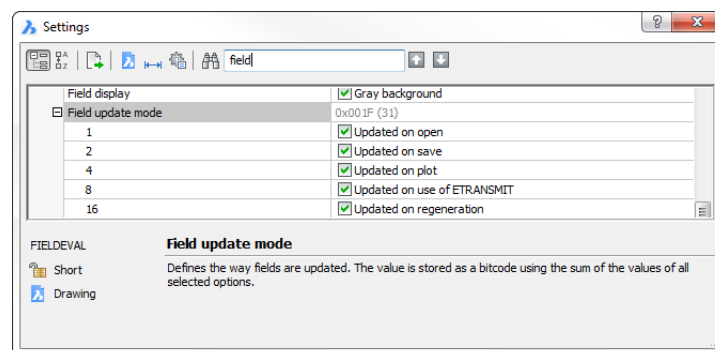 Settings
field
Field display Gray background
Field update mode 0x001F (31)
1 Updated on open
2 Updated on save
4 Updated on plot
8 Updated on use of ETRANSMIT
16 Updated on regeneration
FIELDEVAL Field update mode
Short Defines the way fields are updated. The value is stored as a bitcode using the sum of the values of all
selected options.
Drawing